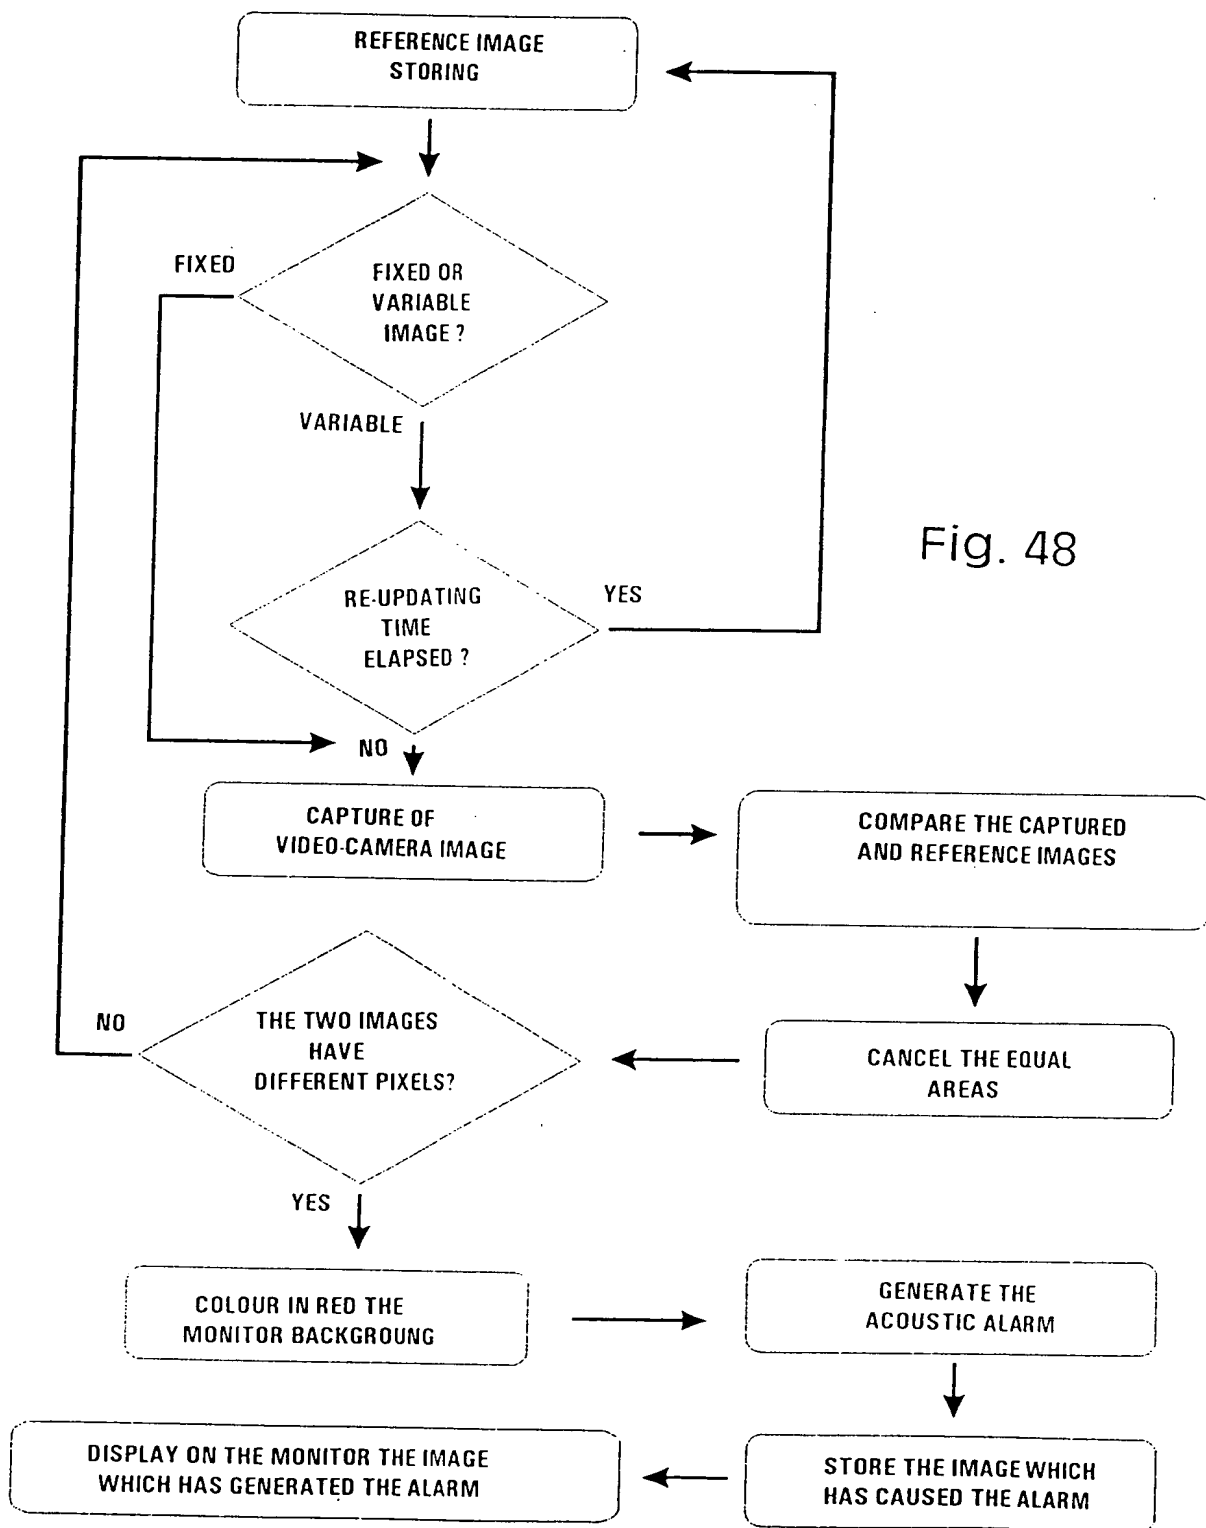 REFERENCE IMAGE
STORING
FIXED
FIXED OR
VARIABLE
IMAGE ?
VARIABLE
Fig. 48
RE-UPDATING
TIME
ELAPSED ?
YES
NO
CAPTURE OF
VIDEO-CAMERA IMAGE
COMPARE THE CAPTURED
AND REFERENCE IMAGES
NO
THE TWO IMAGES
HAVE
DIFFERENT PIXELS?
CANCEL THE EQUAL
AREAS
YES
COLOUR IN RED THE
MONITOR BACKGROUNG
GENERATE THE
ACOUSTIC ALARM
DISPLAY ON THE MONITOR THE IMAGE
WHICH HAS GENERATED THE ALARM
STORE THE IMAGE WHICH
HAS CAUSED THE ALARM